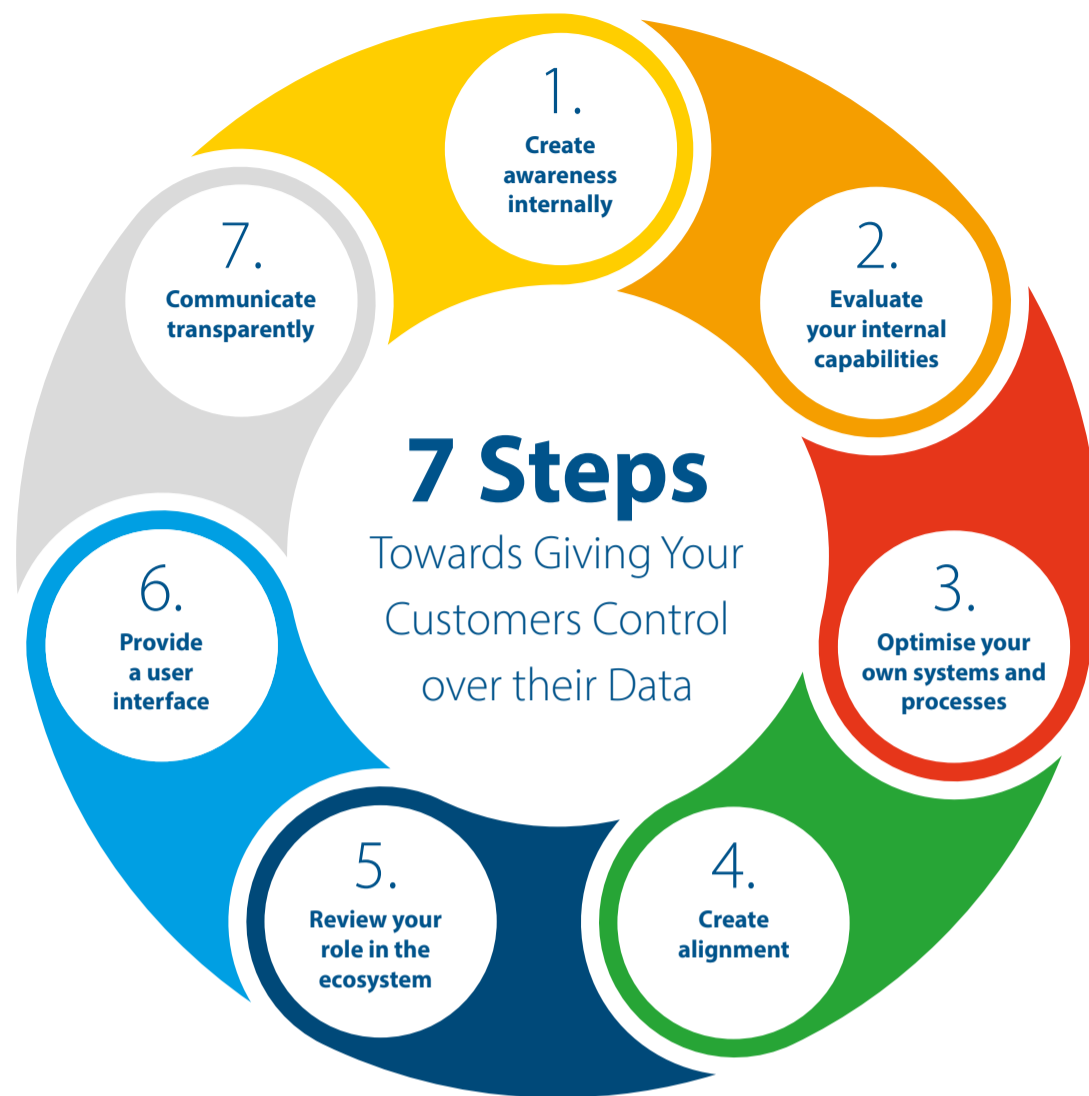 7 Steps
Towards Giving Your
Customers Control
over their Data
1.
Create
awareness
internally
2.
Evaluate
your internal
capabilities
3.
Optimise your
own systems and
processes
4.
Create
alignment
5.
Review your
role in the
ecosystem
6.
Provide
a user
interface
7.
Communicate
transparently